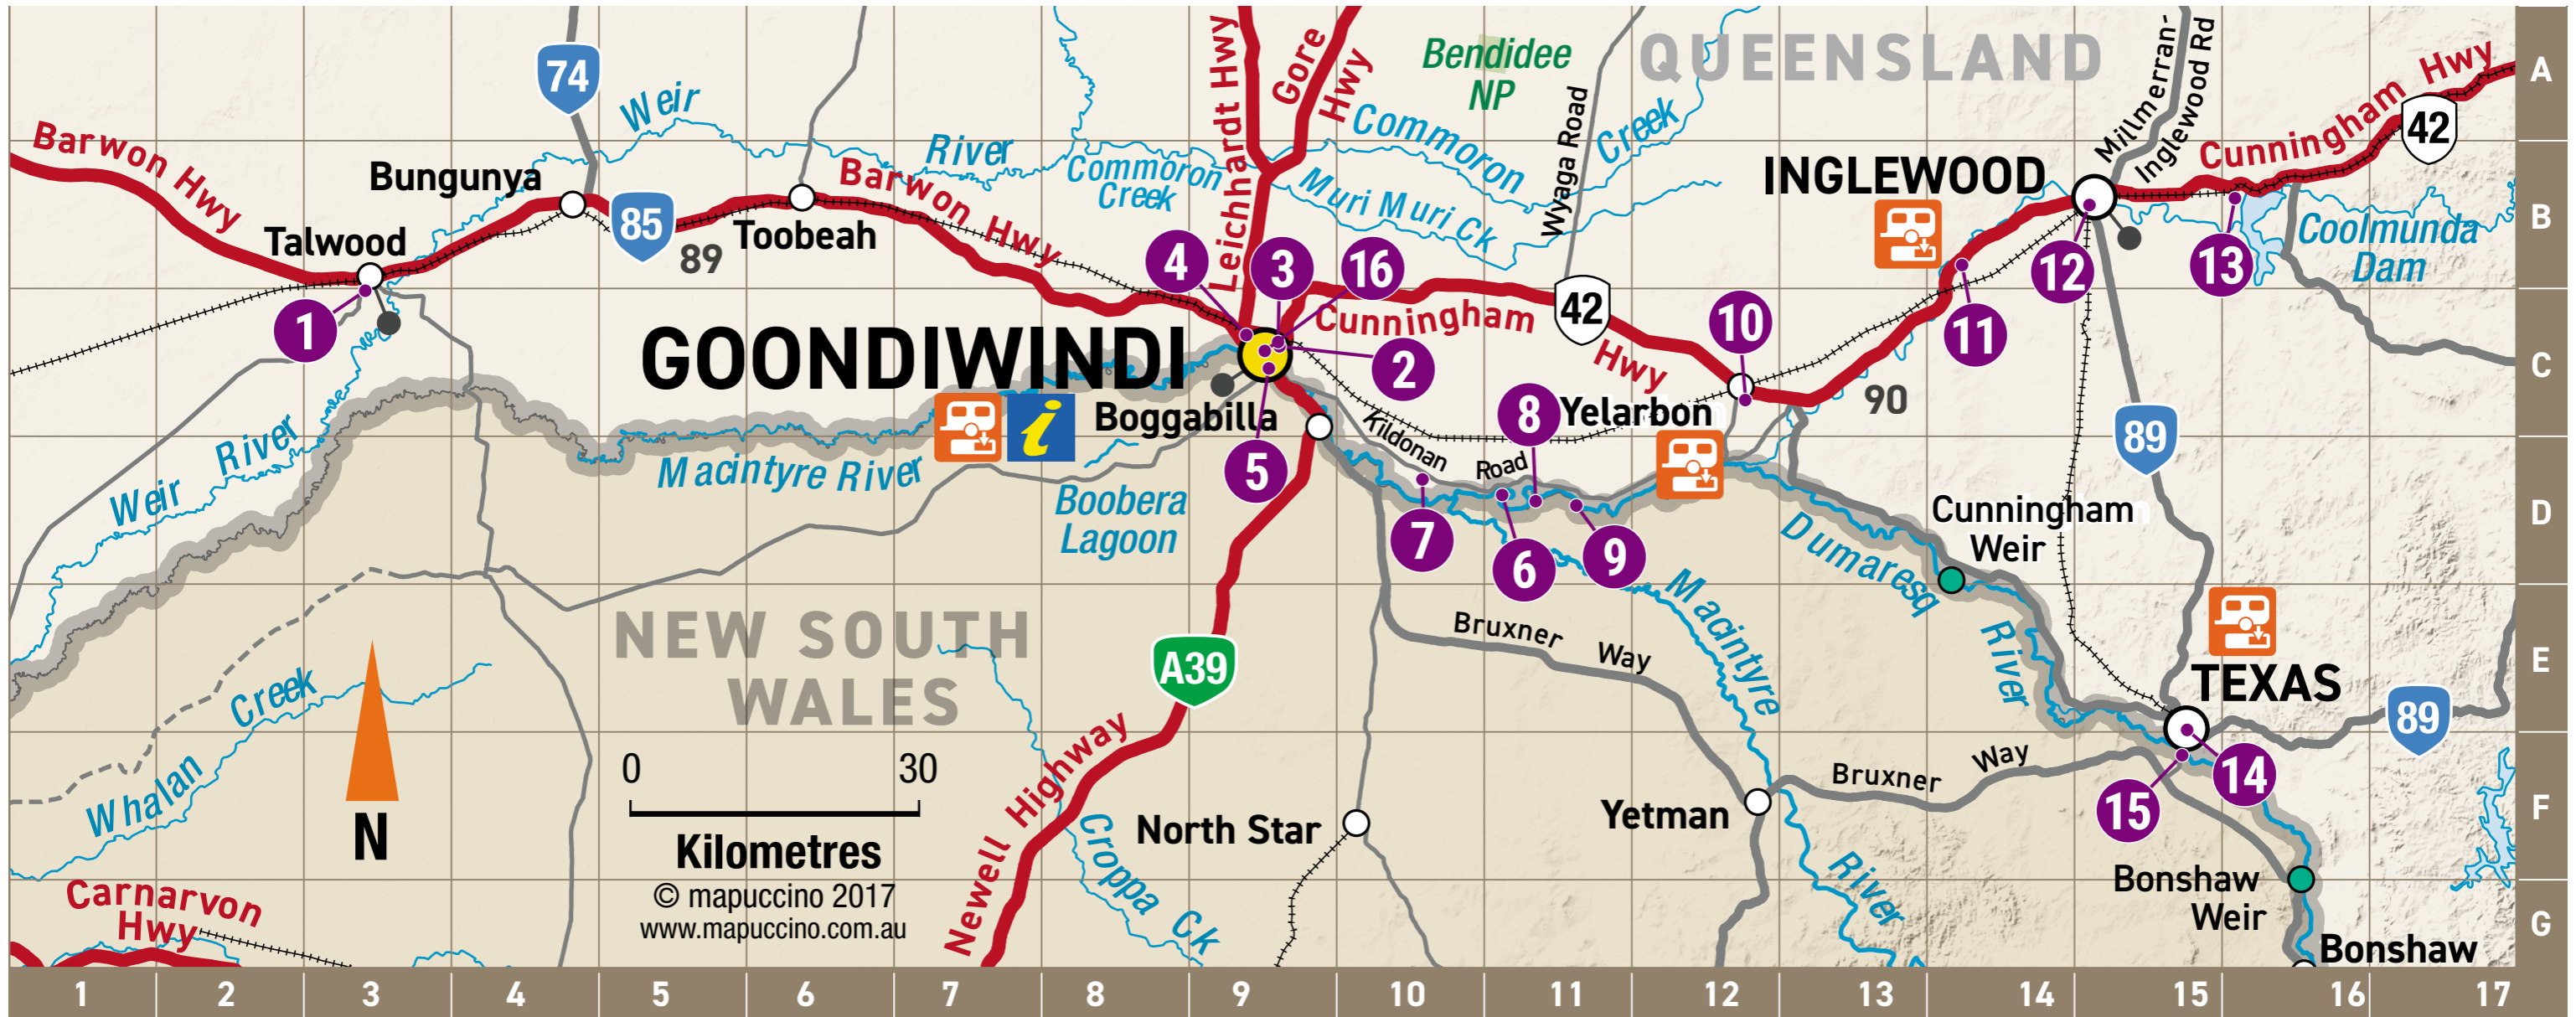 QUEENSLAND
Bendidee
NP
Leichhardt Hwy
Gore
Hwy
Millmerran-
Inglewood Rd
Cunningham
Hwy
42
A
74
Weir
River
Commoron
Creek
Commoron
Creek
Muri Muri Ck
Wyaga Road
Barwon Hwy
Bungunya
85
89
Toobeah
Barwon Hwy
Talwood
INGLEWOOD
Coolmunda
Dam
B
4
3
16
12
13
1
GOONDIWINDI
Cunningham
Hwy
42
10
11
2
C
i
Boggabilla
8
Yelarbon
90
89
Kildonan
Road
Weir
River
Macintyre River
5
Boobera
Lagoon
7
6
9
Dumaresq
River
Cunningham
Weir
D
NEW SOUTH
WALES
A39
Bruxner
Way
Macintyre
River
E
TEXAS
89
Whalan
Creek
N
0
30
Kilometres
© mapuccino 2017
www.mapuccino.com.au
Newell Highway
Croppa Ck
North Star
Yetman
Bruxner
Way
15
14
F
Carnarvon
Hwy
Bonshaw
Weir
Bonshaw
G
1 2 3 4 5 6 7 8 9 10 11 12 13 14 15 16 17